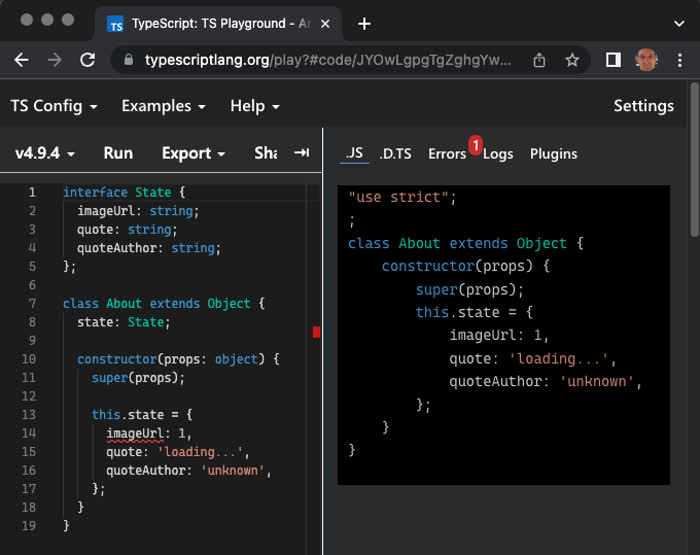 TS
TypeScript: TS Playground - Ar
typescriptlang.org/play?#code/JYOwLgpgTgZghgYw...
TS Config Examples Help Settings
v4.9.4 Run Export Sha
.JS .D.TS Errors 1 Logs Plugins
1 interface State {
2 imageUrl: string;
3 quote: string;
4 quoteAuthor: string;
5 };
6
7 class About extends Object {
8 state: State;
9
10 constructor(props: object) {
11 super(props);
12
13 this.state = {
14 imageUrl: 1,
15 quote: 'loading...',
16 quoteAuthor: 'unknown',
17 };
18 }
19 }
"use strict";
;
class About extends Object {
constructor(props) {
super(props);
this.state = {
imageUrl: 1,
quote: 'loading...',
quoteAuthor: 'unknown',
};
}
}